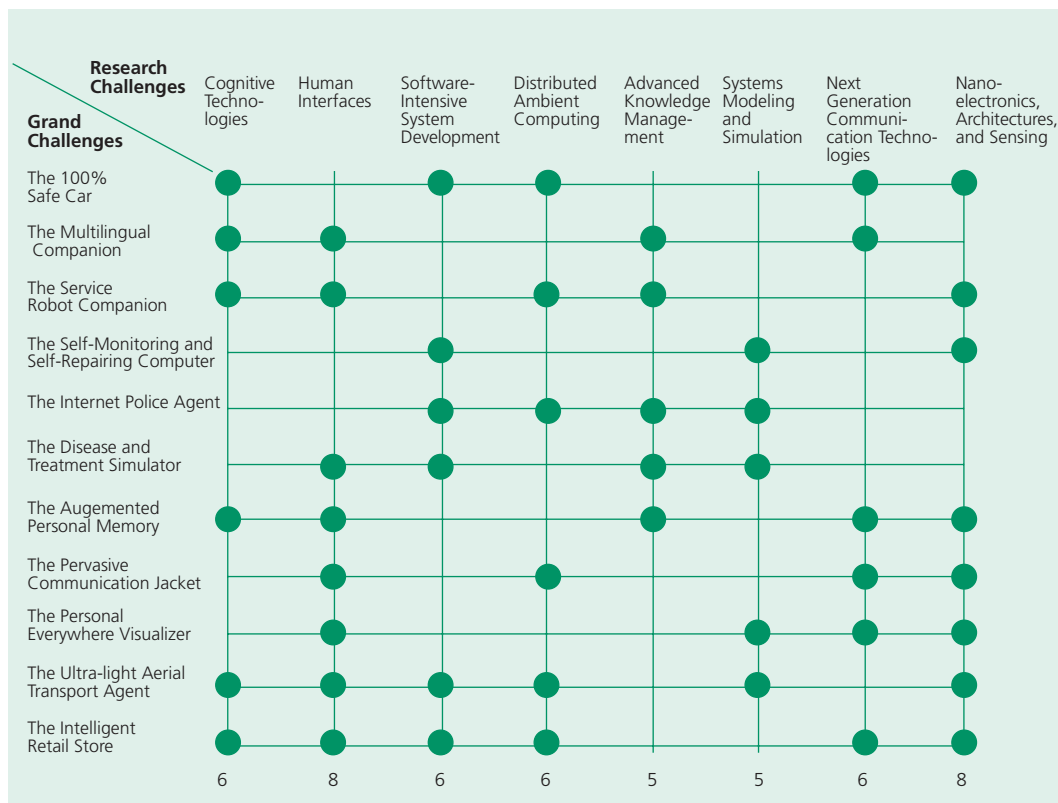 Research
Challenges
Grand
Challenges
Cognitive
Techno-
logies
Human
Interfaces
Software-
Intensive
System
Development
Distributed
Ambient
Computing
Advanced
Knowledge
Manage-
ment
Systems
Modeling
and
Simulation
Next
Generation
Communi-
cation Techno-
logies
Nano-
electronics,
Architectures,
and Sensing
The 100%
Safe Car
The Multilingual
Companion
The Service
Robot Companion
The Self-Monitoring and
Self-Repairing Computer
The Internet Police Agent
The Disease and
Treatment Simulator
The Augemented
Personal Memory
The Pervasive
Communication Jacket
The Personal
Everywhere Visualizer
The Ultra-light Aerial
Transport Agent
The Intelligent
Retail Store
6 8 6 6 5 5 6 8